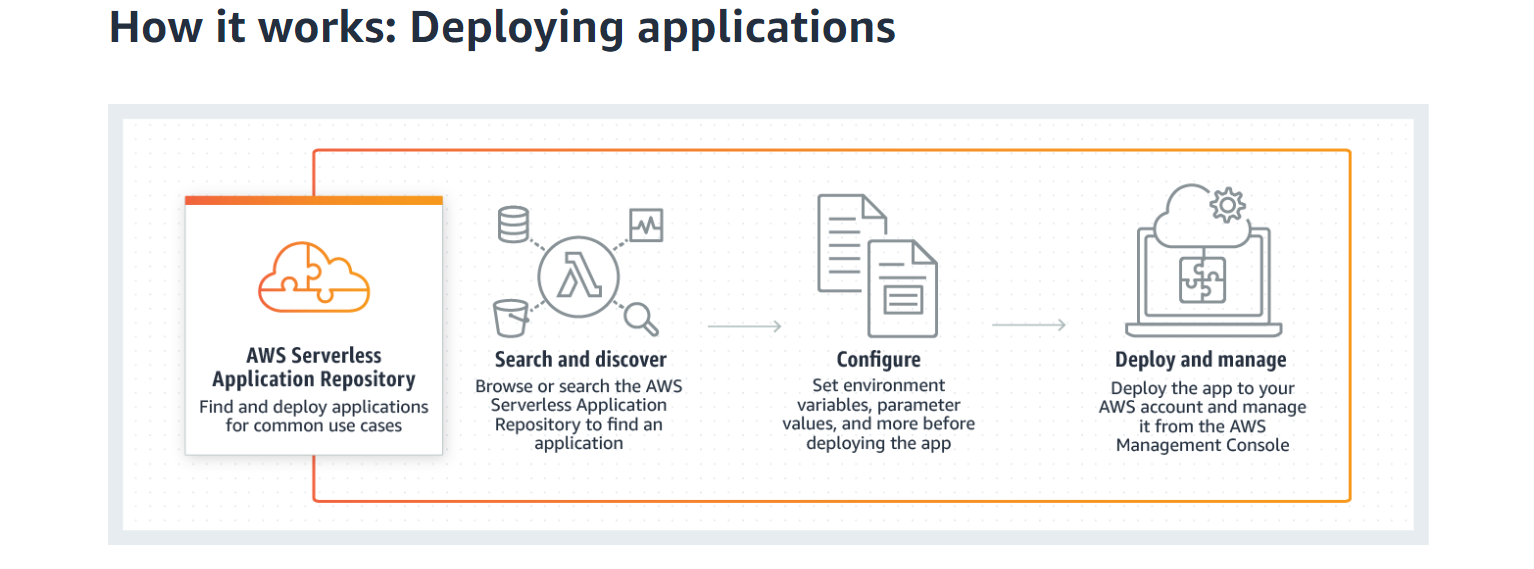 How it works: Deploying applications
AWS Serverless
Application Repository
Find and deploy applications
for common use cases
Search and discover
Browse or search the AWS
Serverless Application
Repository to find an
application
Configure
Set environment
variables, parameter
values, and more before
deploying the app
Deploy and manage
Deploy the app to your
AWS account and manage
it from the AWS
Management Console